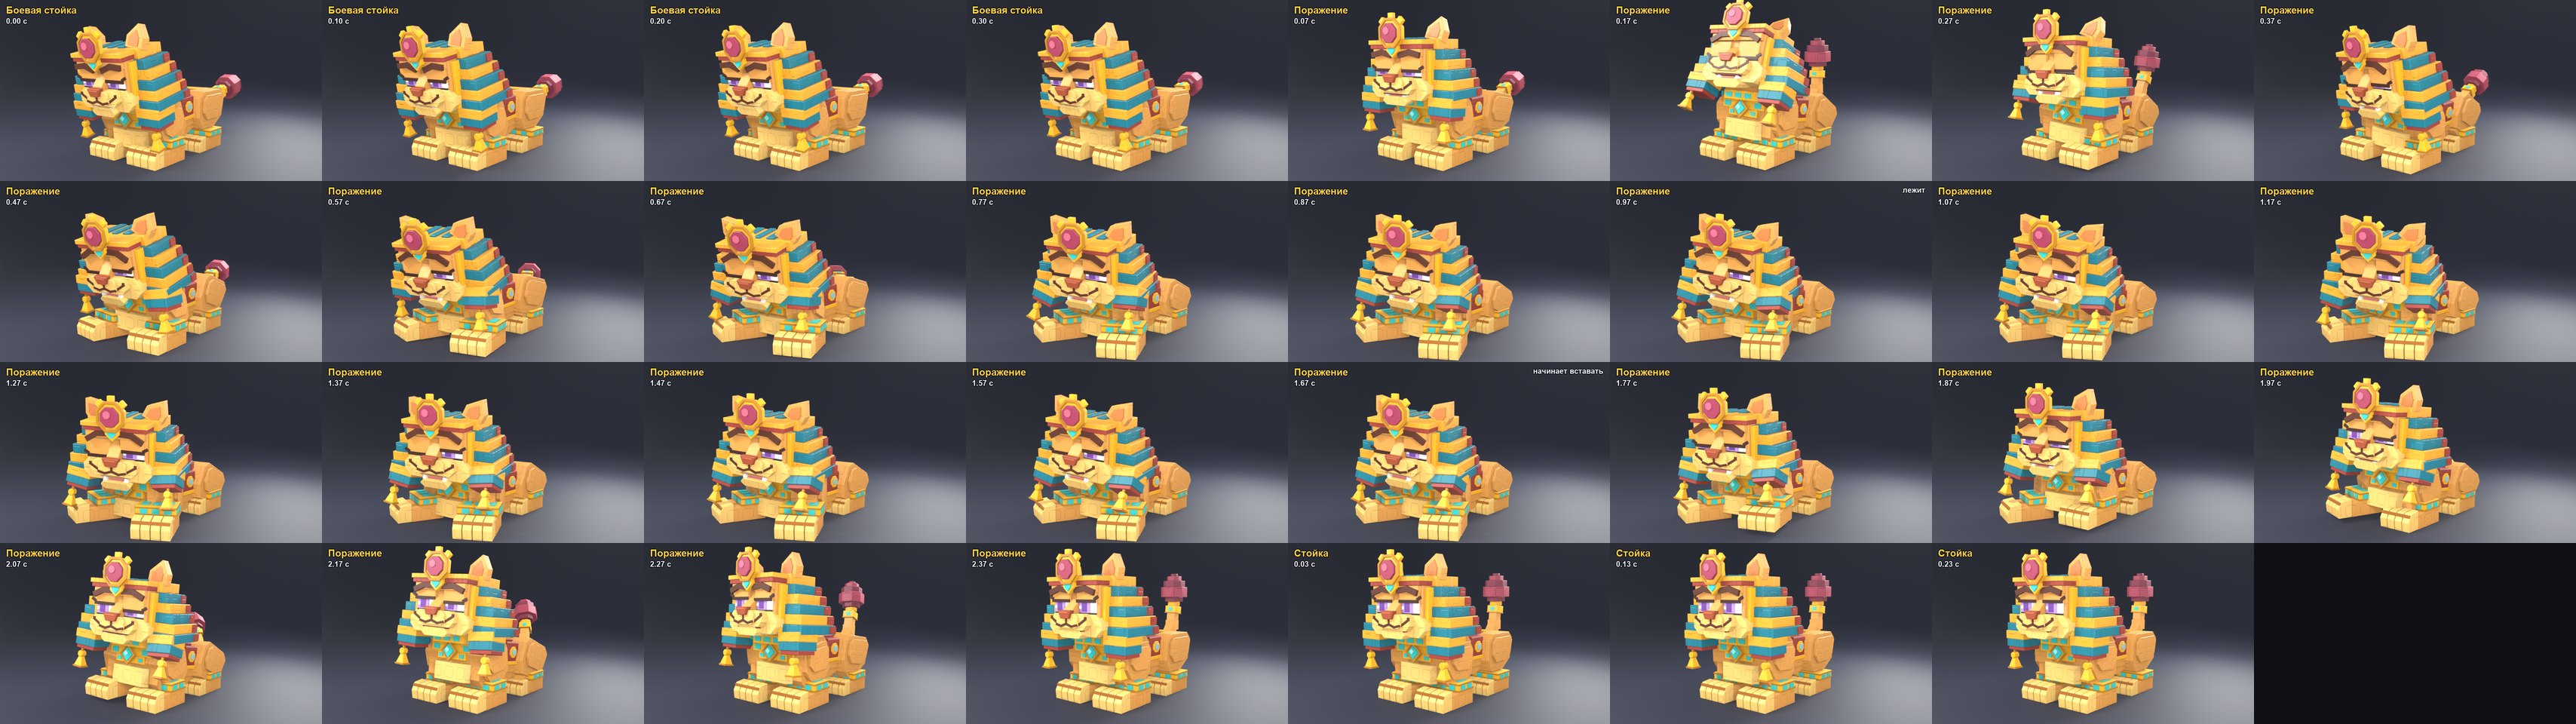 Боевая стойка
0.00 с
Боевая стойка
0.10 с
Боевая стойка
0.20 с
Боевая стойка
0.30 с
Поражение
0.07 с
Поражение
0.17 с
Поражение
0.27 с
Поражение
0.37 с
Поражение
0.47 с
Поражение
0.57 с
Поражение
0.67 с
Поражение
0.77 с
Поражение
0.87 с
Поражение
лежит
0.97 с
Поражение
1.07 с
Поражение
1.17 с
Поражение
1.27 с
Поражение
1.37 с
Поражение
1.47 с
Поражение
1.57 с
Поражение
начинает вставать
1.67 с
Поражение
1.77 с
Поражение
1.87 с
Поражение
1.97 с
Поражение
2.07 с
Поражение
2.17 с
Поражение
2.27 с
Поражение
2.37 с
Стойка
0.03 с
Стойка
0.13 с
Стойка
0.23 с